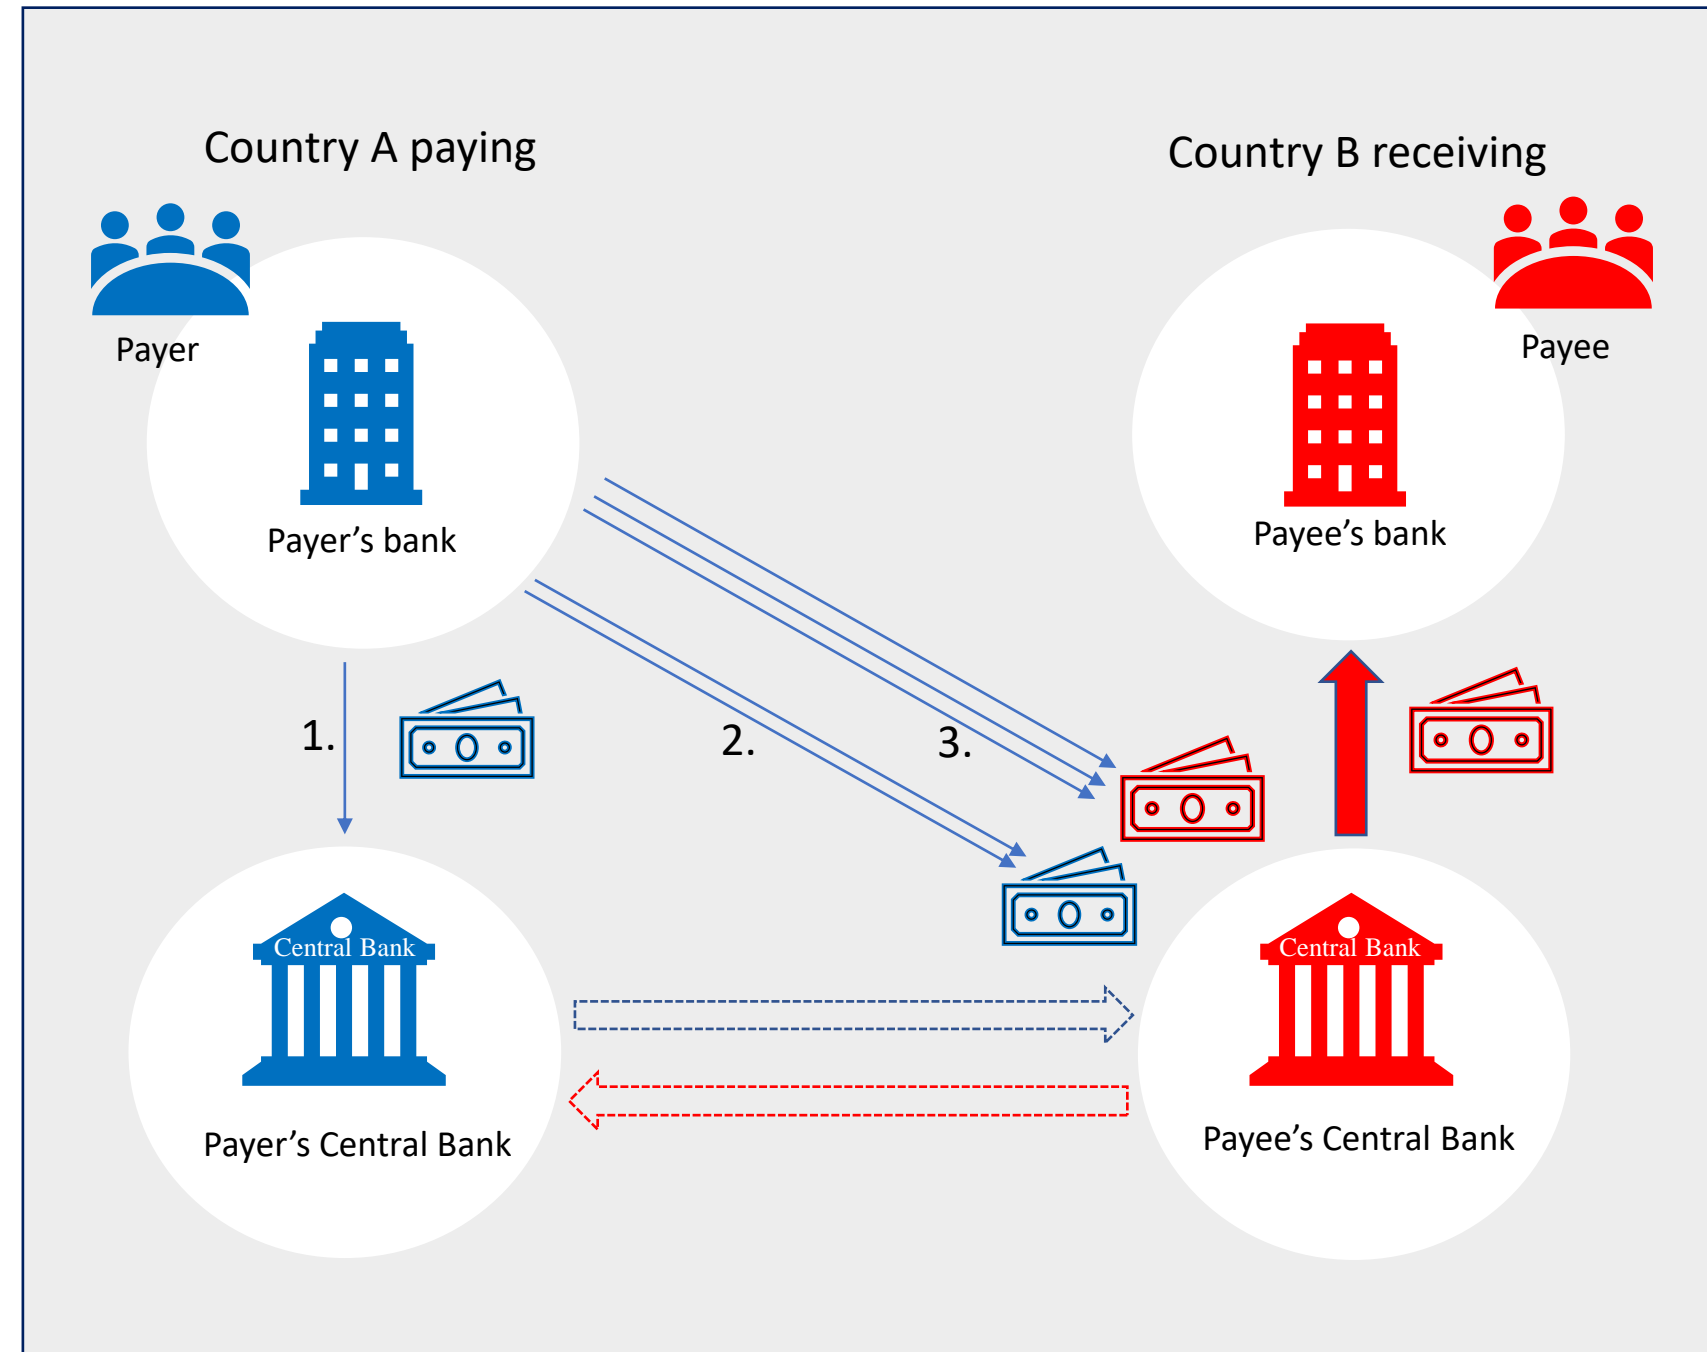 Country A paying
Country B receiving
Payer
Payee
Payer’s bank
Payee’s bank
1.
2.
3.
Central Bank
Central Bank
Payer’s Central Bank
Payee’s Central Bank